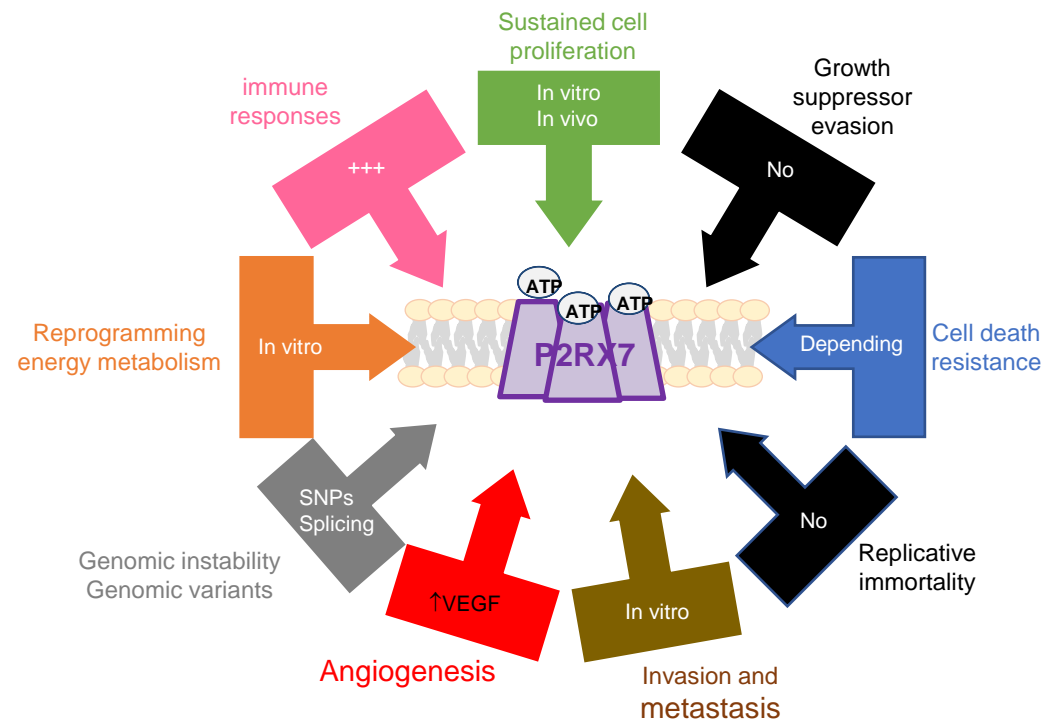 Sustained cell
proliferation
In vitro
In vivo
Growth
suppressor
evasion
No
immune
responses
+++
ATP
ATP
ATP
P2RX7
Reprogramming
energy metabolism
In vitro
Depending
Cell death
resistance
SNPs
Splicing
Genomic instability
Genomic variants
No
Replicative
immortality
↑VEGF
Angiogenesis
In vitro
Invasion and
metastasis